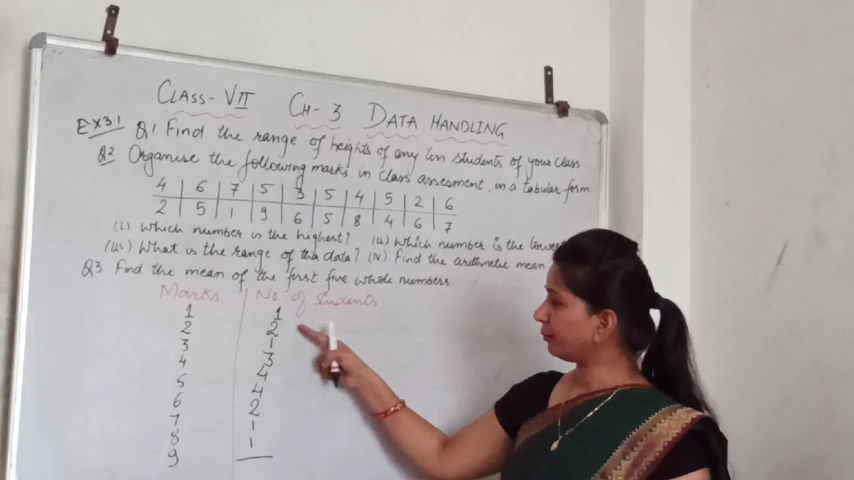 CLASS-VII CH-3 DATA HANDLING
EX 3.1 Q1 Find the range of heights of any ten students of your class
Q2 Organise the following marks in class assesment, in a tabular form
4 | 6 | 7 | 5 | 3 | 5 | 4 | 5 | 2 | 6
2 | 5 | 1 | 9 | 6 | 5 | 8 | 4 | 6 | 7
(i) Which number is the highest? (ii) Which number is the lowest
(iii) What is the range of the data? (iv) Find the arithmetic mean
Q3 Find the mean of the first five whole numbers
Marks | No of students
1 | 1
2 | 2
3 | 1
4 | 3
5 | 4
6 | 4
7 | 2
8 | 1
9 | 1